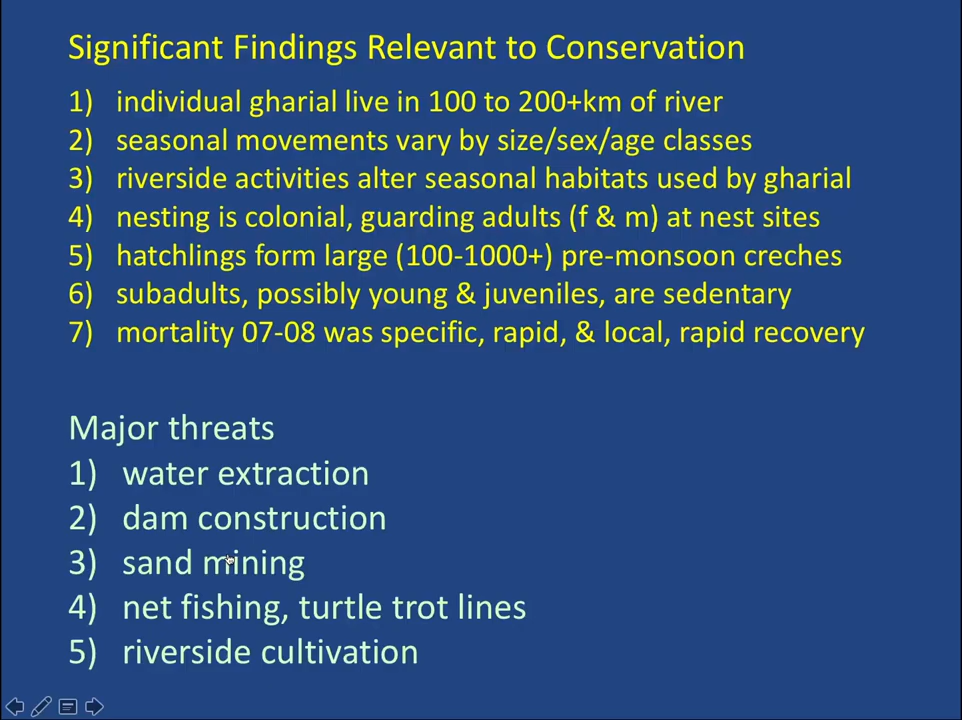 Significant Findings Relevant to Conservation
1) individual gharial live in 100 to 200+km of river
2) seasonal movements vary by size/sex/age classes
3) riverside activities alter seasonal habitats used by gharial
4) nesting is colonial, guarding adults (f & m) at nest sites
5) hatchlings form large (100-1000+) pre-monsoon creches
6) subadults, possibly young & juveniles, are sedentary
7) mortality 07-08 was specific, rapid, & local, rapid recovery
Major threats
1) water extraction
2) dam construction
3) sand mining
4) net fishing, turtle trot lines
5) riverside cultivation